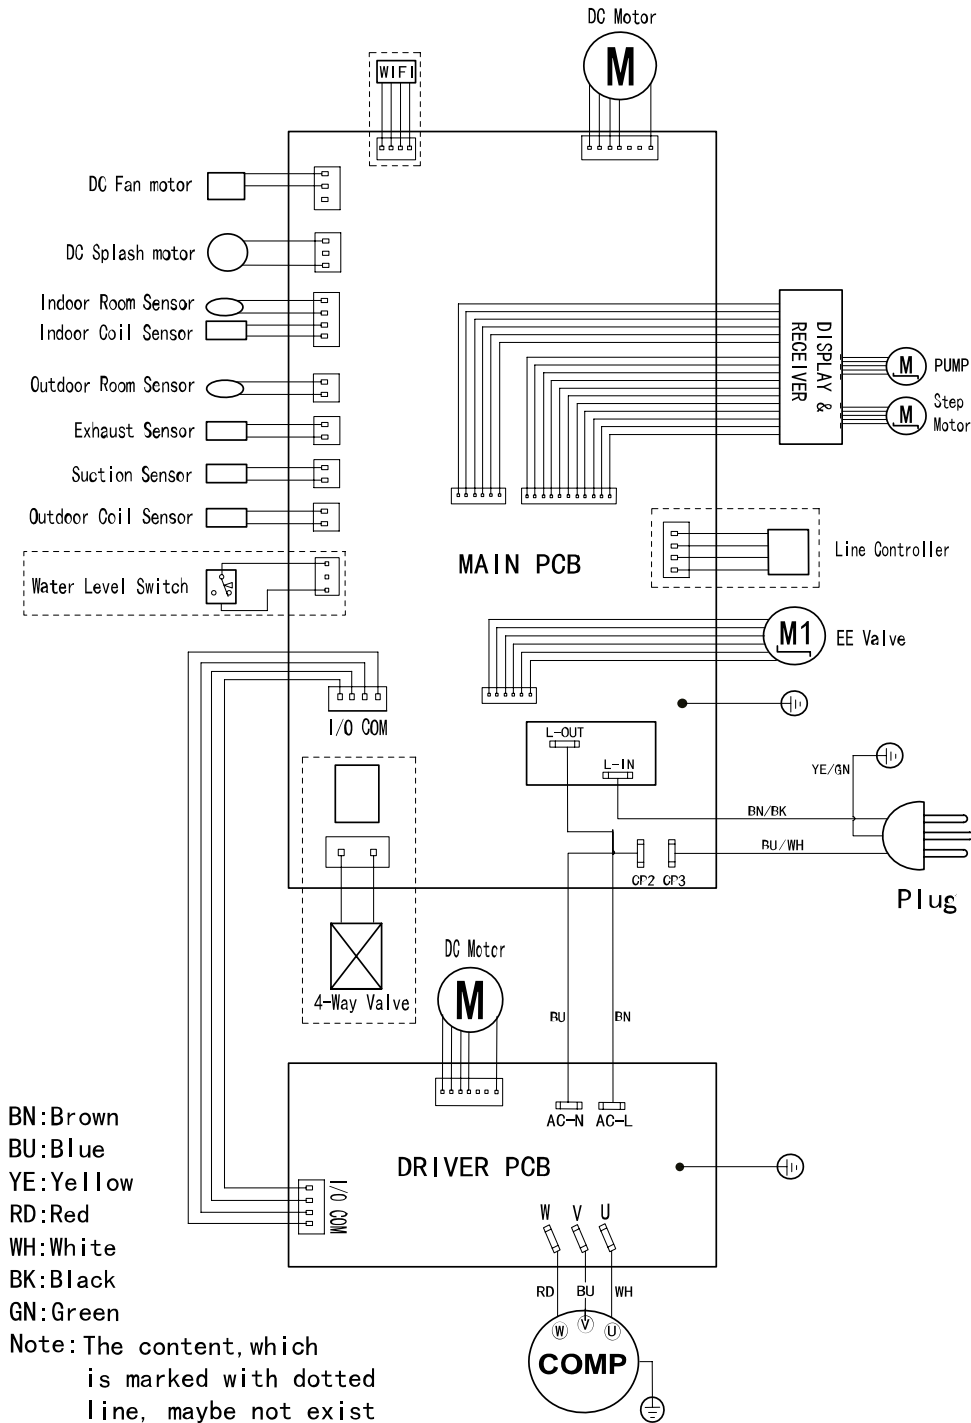 DC Motor
M
WIFI
DC Fan motor
DC Splash motor
Indoor Room Sensor
Indoor Coil Sensor
Outdoor Room Sensor
Exhaust Sensor
Suction Sensor
Outdoor Coil Sensor
Water Level Switch
DISPLAY &
RECEIVER
M
PUMP
M
Step
Motor
MAIN PCB
Line Controller
M1
EE Valve
I/O COM
L-OUT
L-IN
YE/GN
BN/BK
BU/WH
CP2
CP3
Plug
4-Way Valve
DC Motor
M
BU
BN
AC-N
AC-L
DRIVER PCB
I/O COM
W
V
U
RD
BU
WH
W
V
U
COMP
BN:Brown
BU:Blue
YE:Yellow
RD:Red
WH:White
BK:Black
GN:Green
Note:The content,which
is marked with dotted
line, maybe not exist